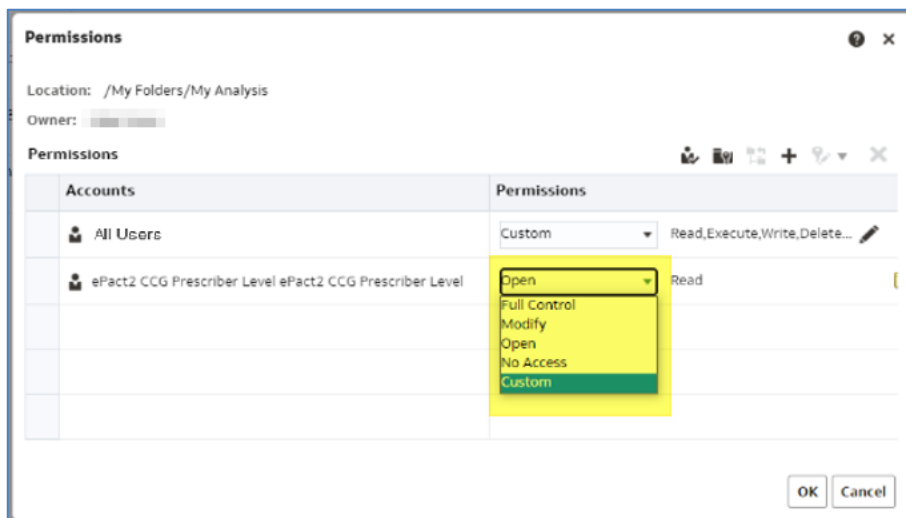 Permissions
Location: /My Folders/My Analysis
Owner:
Permissions
Accounts Permissions
All Users Custom Read,Execute,Write,Delete...
ePact2 CCG Prescriber Level ePact2 CCG Prescriber Level Open Read
Full Control
Modify
Open
No Access
Custom
OK Cancel